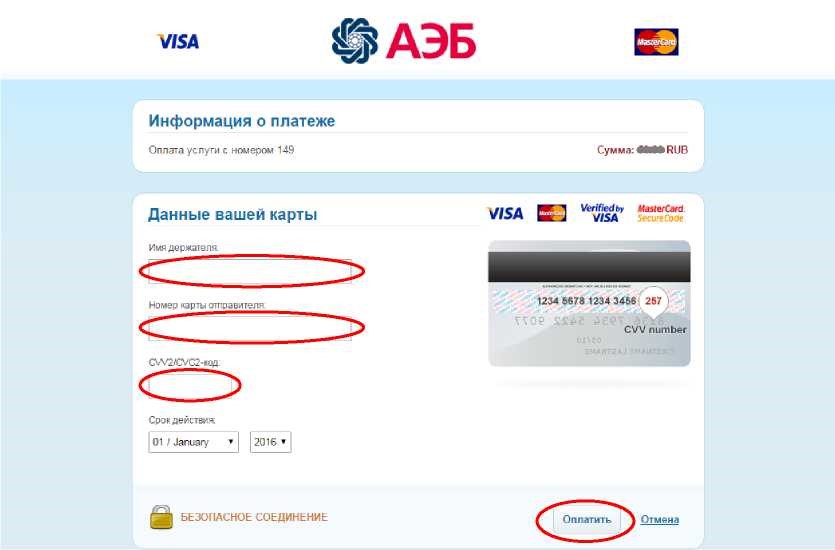 VISA
АЭБ
MasterCard
Информация о платеже
Оплата услуги с номером 149
Сумма: RUB
Данные вашей карты
VISA MasterCard Verified by VISA MasterCard. SecureCode
Имя держателя:
Номер карты отправителя:
1234 5678 1234 3456 257
CVV number
CVV2/CVC2-код:
Срок действия:
01 / January 2016
БЕЗОПАСНОЕ СОЕДИНЕНИЕ
Оплатить Отмена